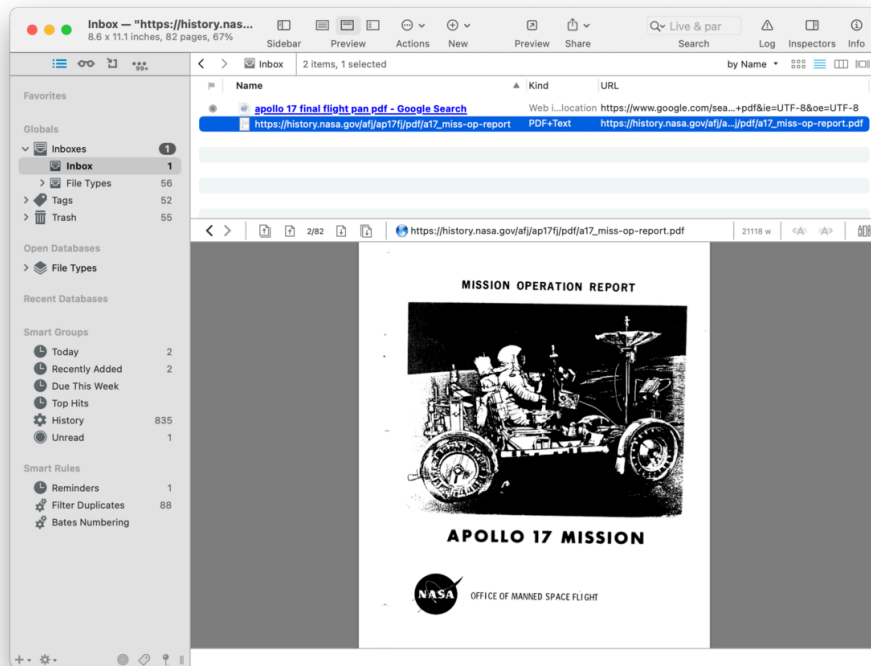 Inbox — "https://history.nas...
8.6 x 11.1 inches, 82 pages, 67%
Sidebar
Preview
Actions
New
Preview
Share
Live & par
Search
Log
Inspectors
Info
99+
Inbox
2 items, 1 selected
by Name
Favorites
Globals
Inboxes 1
Inbox 1
File Types 56
Tags 52
Trash 55
Open Databases
File Types
Recent Databases
Smart Groups
Today 2
Recently Added 2
Due This Week
Top Hits
History 835
Unread 1
Smart Rules
Reminders 1
Filter Duplicates 88
Bates Numbering
Name Kind URL
apollo 17 final flight pan pdf - Google Search Web i...location https://www.google.com/sea...+pdf&ie=UTF-8&oe=UTF-8
https://history.nasa.gov/afj/ap17fj/pdf/a17_miss-op-report PDF+Text https://history.nasa.gov/afj/a...j/pdf/a17_miss-op-report.pdf
2/82
https://history.nasa.gov/afj/ap17fj/pdf/a17_miss-op-report.pdf
21118 w
MISSION OPERATION REPORT
APOLLO 17 MISSION
NASA
OFFICE OF MANNED SPACE FLIGHT